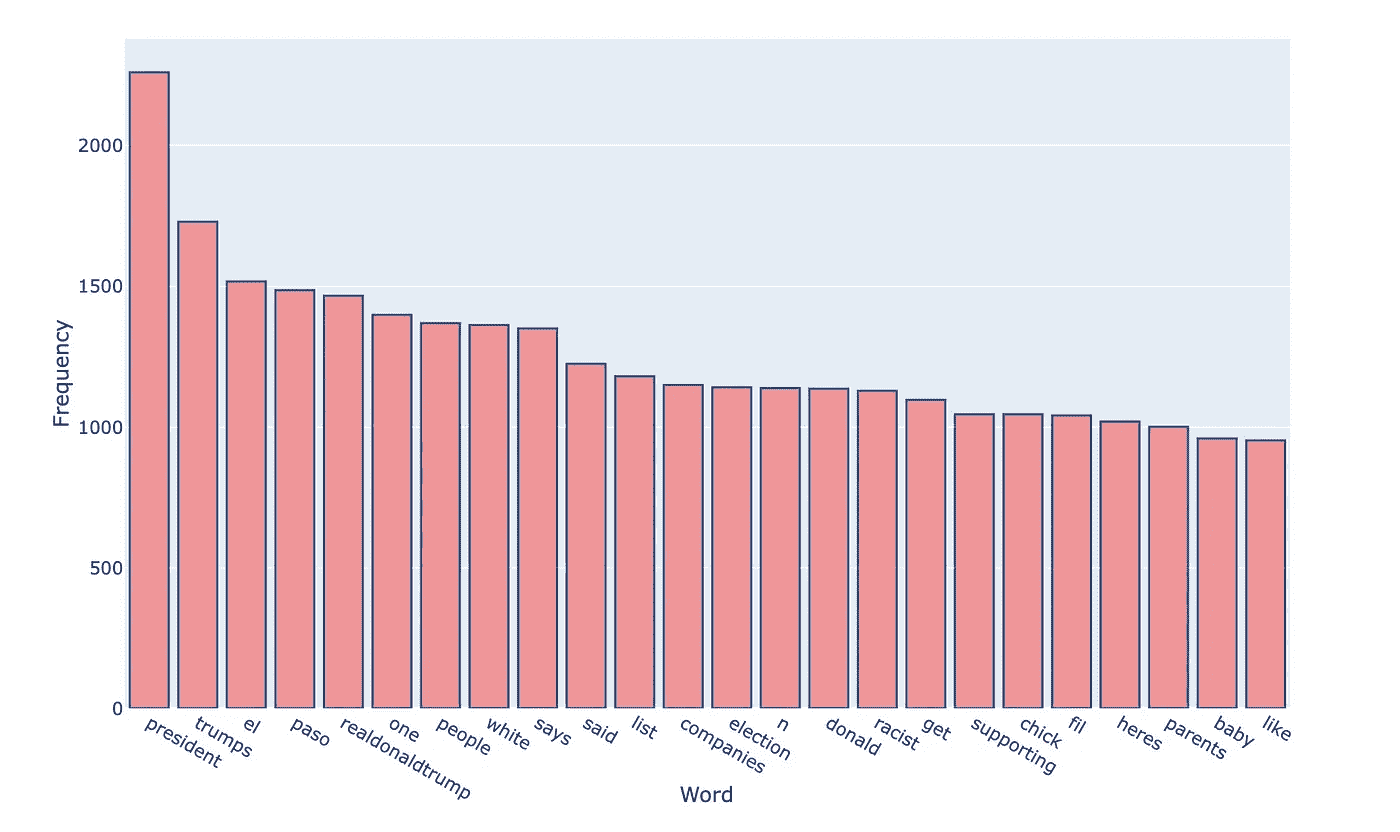 2000
1500
1000
500
0
Frequency
president
trumps
el
paso
realdonaldtrump
one
people
white
says
said
list
companies
election
n
donald
racist
get
supporting
chick
fil
heres
parents
baby
like
Word